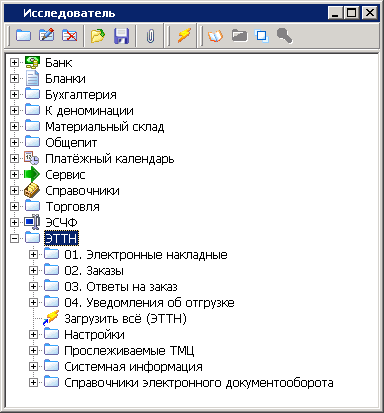 Исследователь
Банк
Бланки
Бухгалтерия
К деноминации
Материальный склад
Общепит
Платёжный календарь
Сервис
Справочники
Торговля
ЭСЧФ
ЭТТН
01. Электронные накладные
02. Заказы
03. Ответы на заказ
04. Уведомления об отгрузке
Загрузить всё (ЭТТН)
Настройки
Прослеживаемые ТМЦ
Системная информация
Справочники электронного документооборота